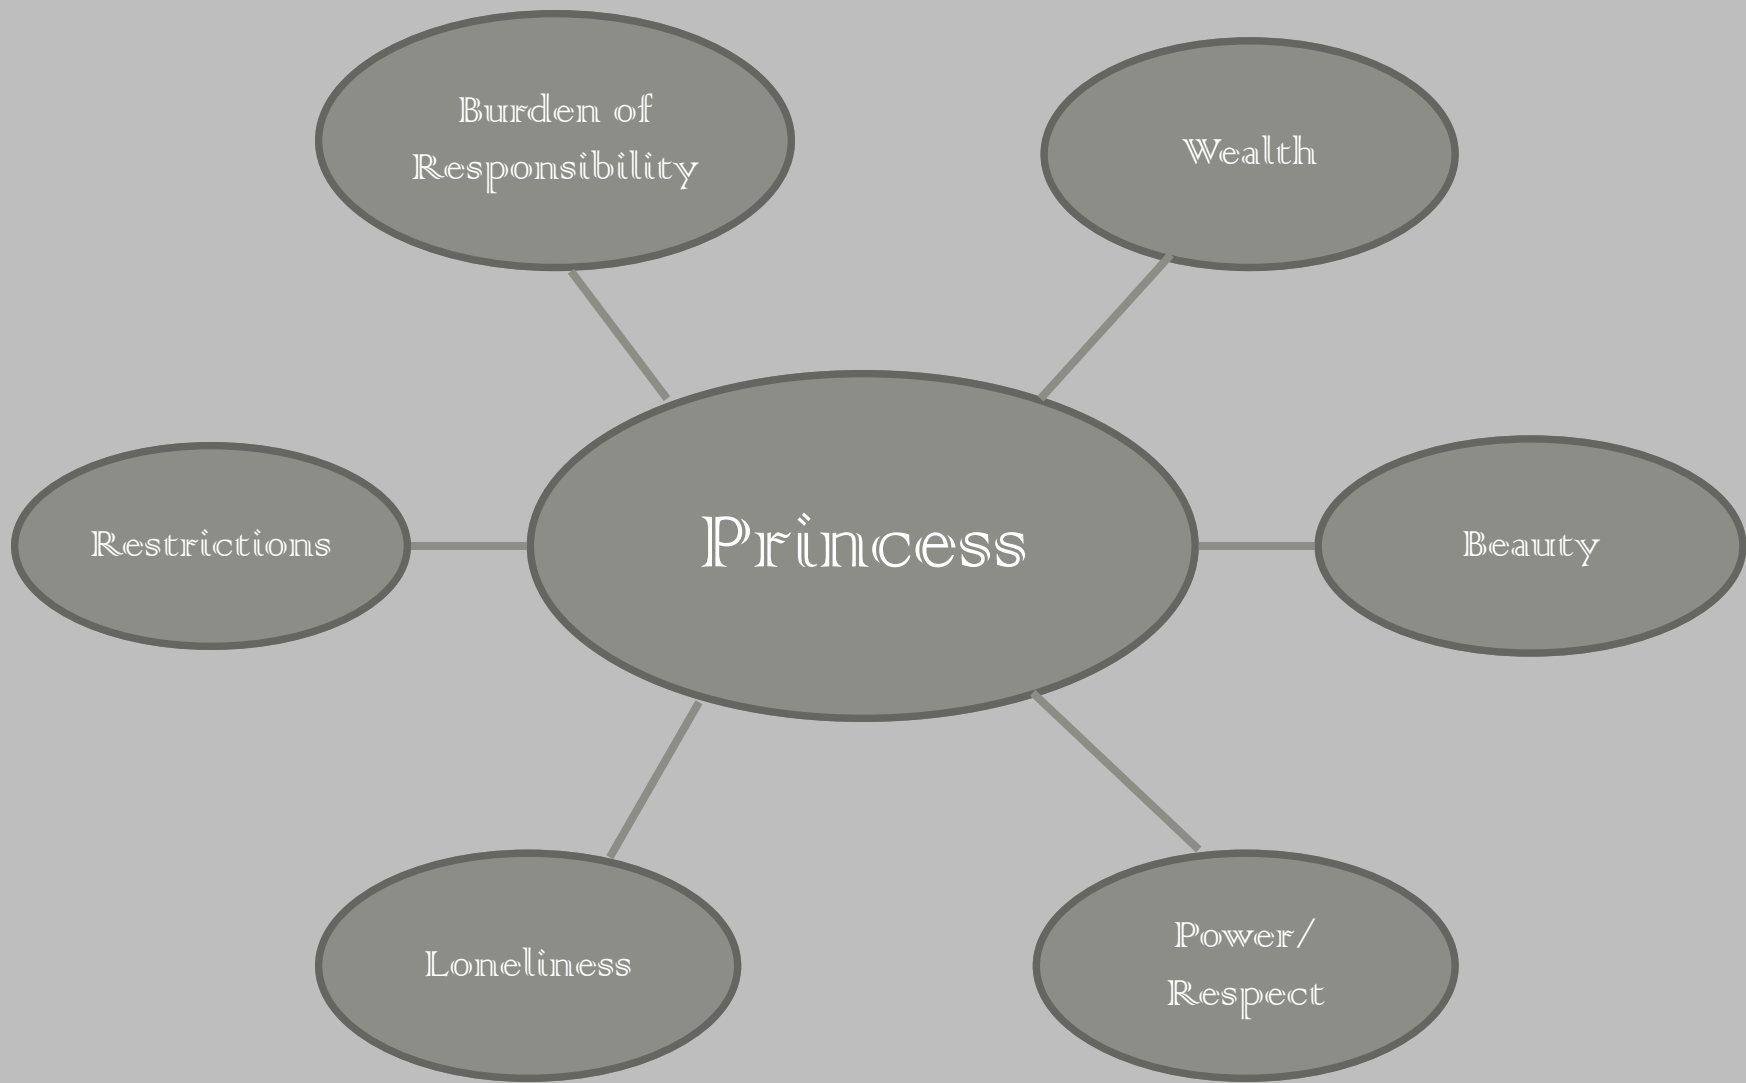 Burden of
Responsibility
Wealth
Restrictions
Princess
Beauty
Loneliness
Power/
Respect